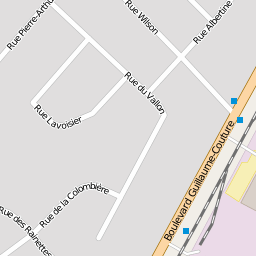 Rue Pierre-Arthu
Rue Wilson
Rue Albertine
Rue du Vallon
Rue Lavoisier
Boulevard Guillaume-Couture
Rue de la Colombière
Rue des Rainettes